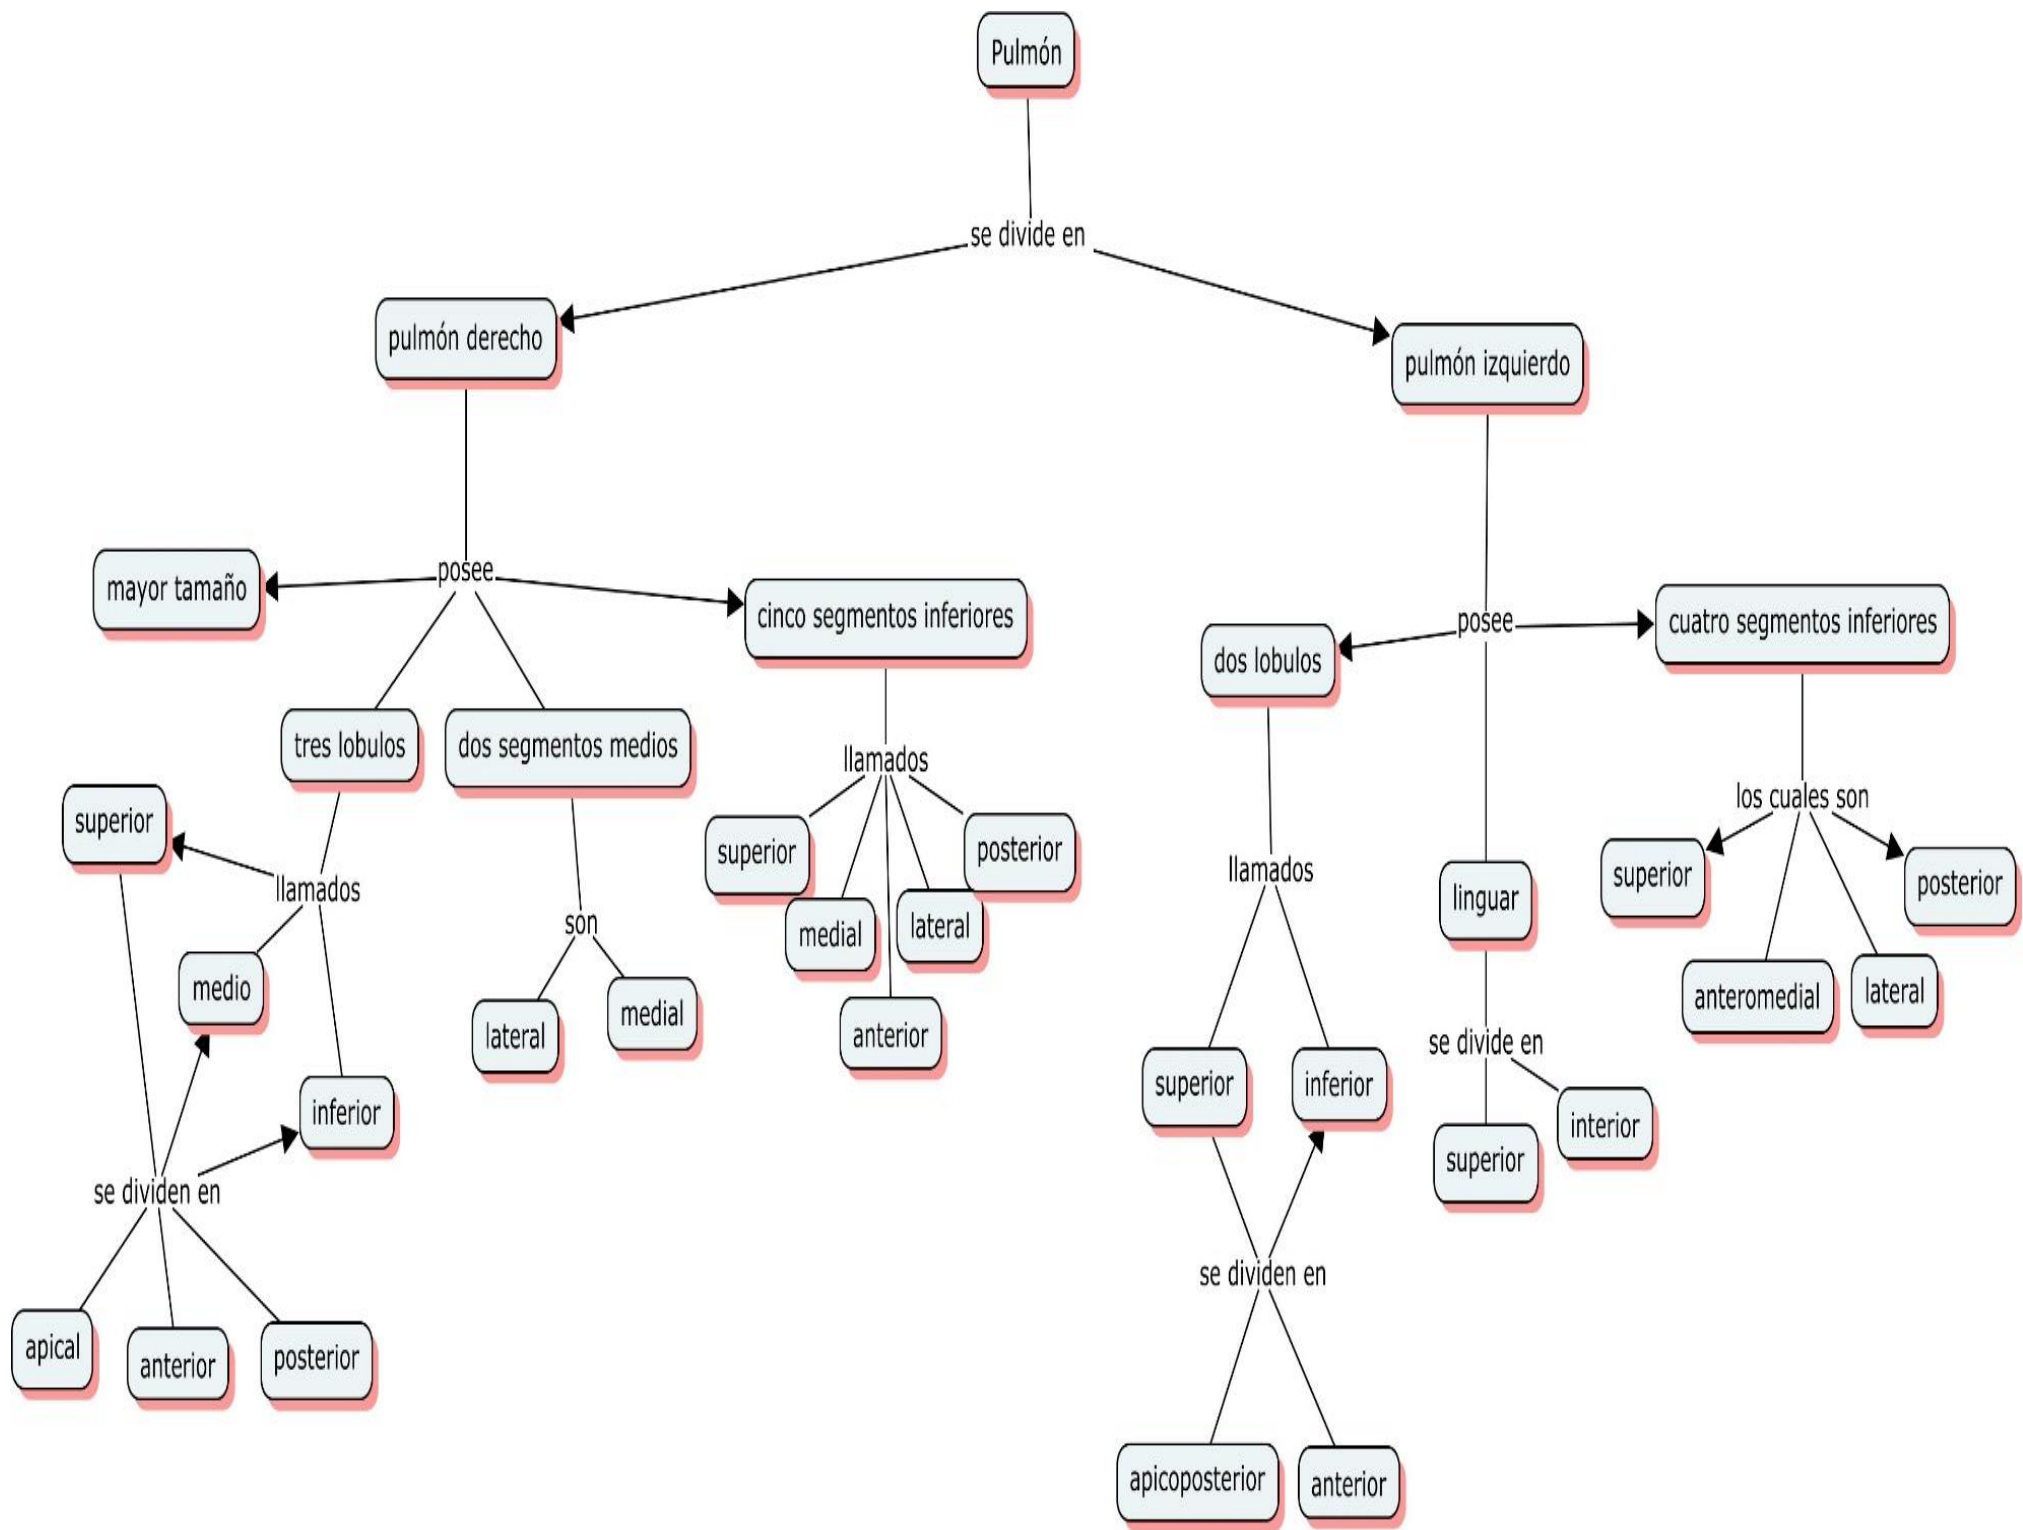 Pulmón
se divide en
pulmón derecho
pulmón izquierdo
posee
mayor tamaño
tres lobulos
dos segmentos medios
cinco segmentos inferiores
llamados
superior
medio
inferior
se dividen en
apical
anterior
posterior
son
lateral
medial
llamados
superior
medial
anterior
lateral
posterior
posee
dos lobulos
cuatro segmentos inferiores
llamados
superior
inferior
se dividen en
apicoposterior
anterior
linguar
se divide en
superior
interior
los cuales son
superior
anteromedial
lateral
posterior